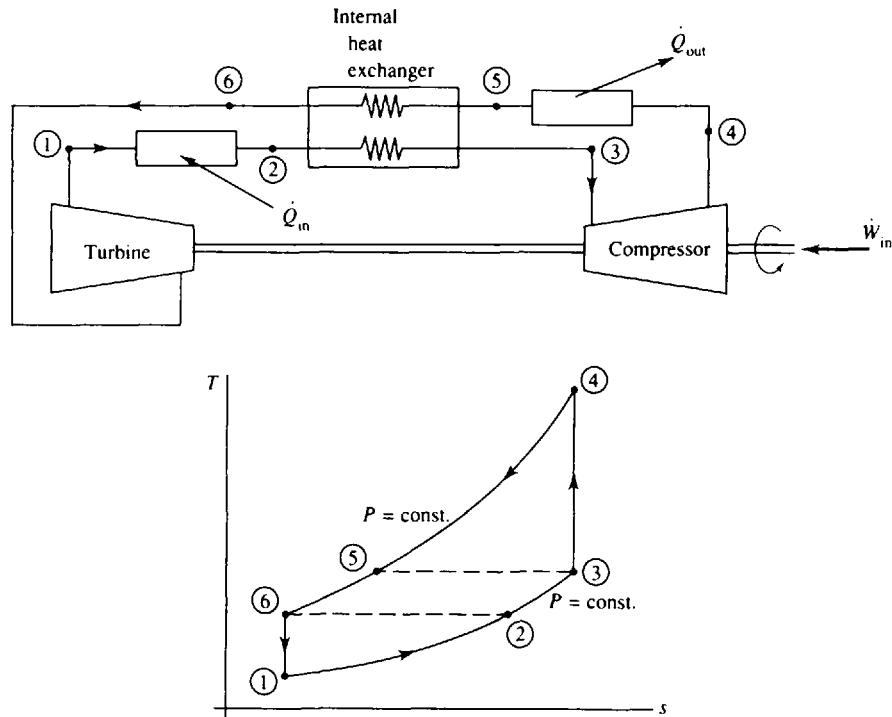 Internal
heat
exchanger
Q̇out
⑥
⑤
①
②
③
④
Q̇in
Turbine
Compressor
Ẇin
T
④
P = const.
⑤
③
⑥
P = const.
②
①
s